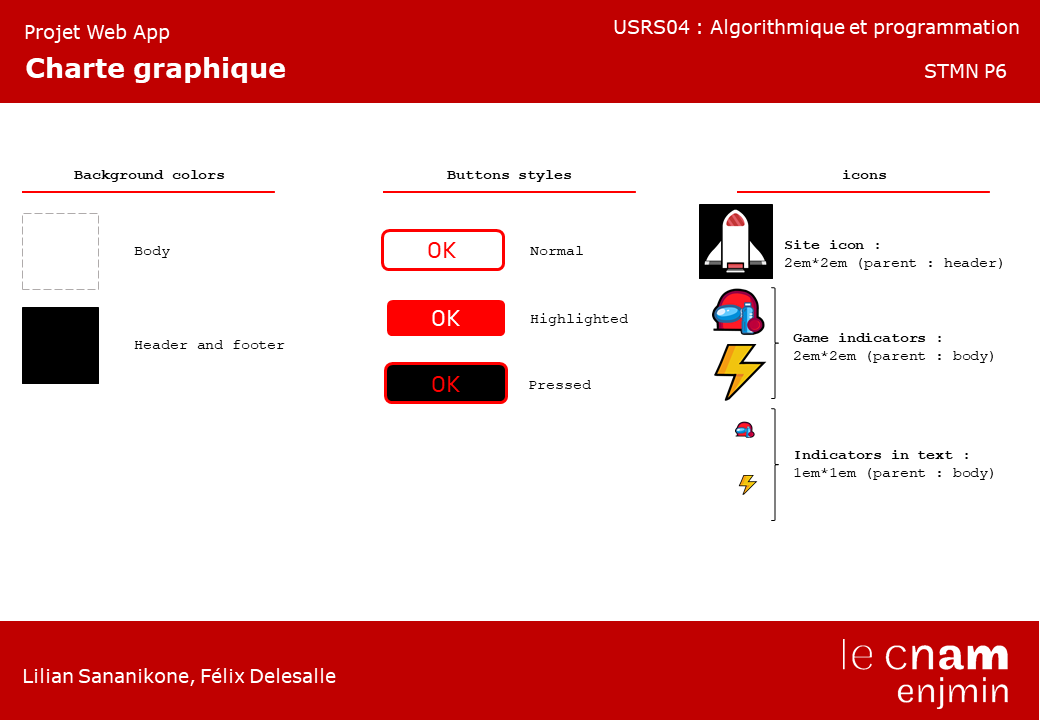 Projet Web App
USRS04 : Algorithmique et programmation
Charte graphique
STMN P6
Background colors
Body
Header and footer
Buttons styles
OK
Normal
OK
Highlighted
OK
Pressed
icons
Site icon :
2em*2em (parent : header)
Game indicators :
2em*2em (parent : body)
Indicators in text :
1em*1em (parent : body)
Lilian Sananikone, Félix Delesalle
le cnam
enjmin